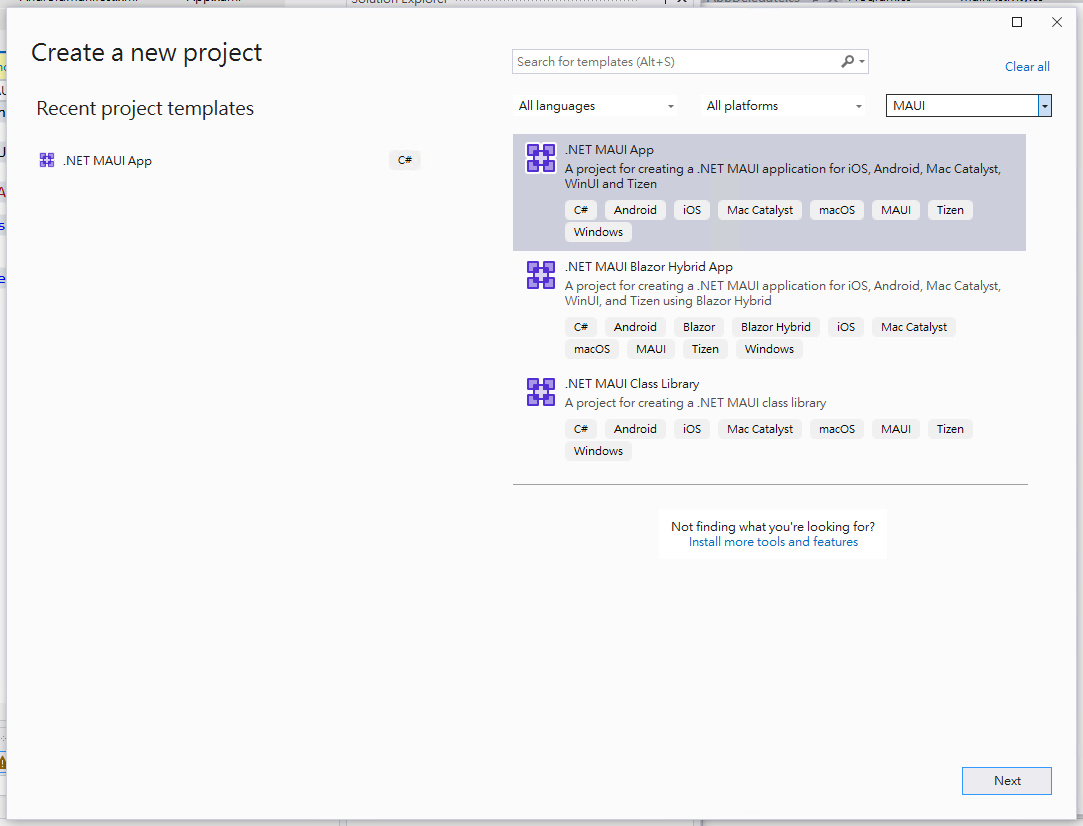 Solution Explorer
Create a new project
Search for templates (Alt+S)
Clear all
Recent project templates
All languages
All platforms
MAUI
.NET MAUI App
C#
.NET MAUI App
A project for creating a .NET MAUI application for iOS, Android, Mac Catalyst,
WinUI and Tizen
C# Android iOS Mac Catalyst macOS MAUI Tizen
Windows
.NET MAUI Blazor Hybrid App
A project for creating a .NET MAUI application for iOS, Android, Mac Catalyst,
WinUI, and Tizen using Blazor Hybrid
C# Android Blazor Blazor Hybrid iOS Mac Catalyst
macOS MAUI Tizen Windows
.NET MAUI Class Library
A project for creating a .NET MAUI class library
C# Android iOS Mac Catalyst macOS MAUI Tizen
Windows
Not finding what you're looking for?
Install more tools and features
Next